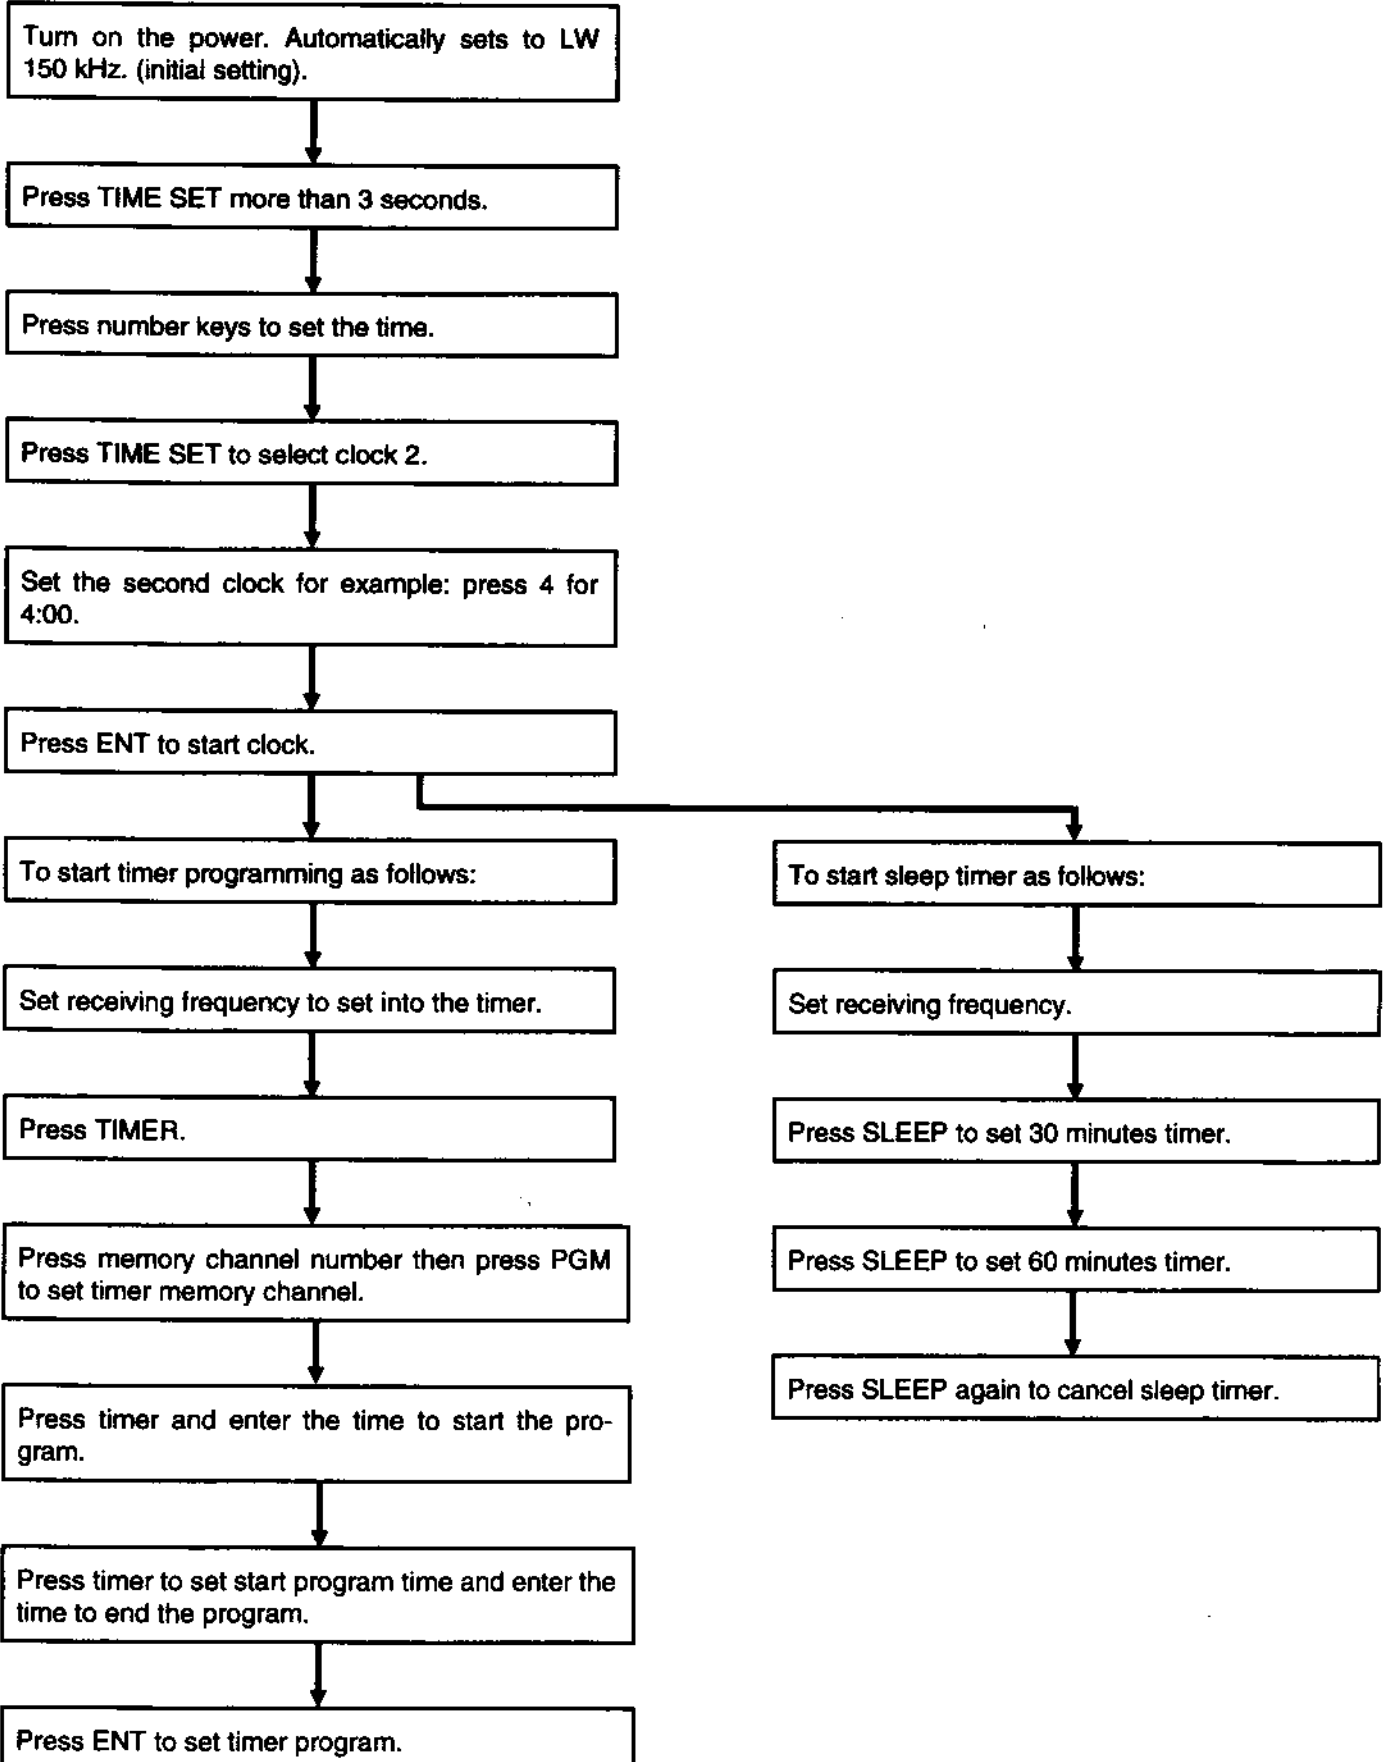 Turn on the power. Automatically sets to LW
150 kHz. (initial setting).
Press TIME SET more than 3 seconds.
Press number keys to set the time.
Press TIME SET to select clock 2.
Set the second clock for example: press 4 for
4:00.
Press ENT to start clock.
To start timer programming as follows:
Set receiving frequency to set into the timer.
Press TIMER.
Press memory channel number then press PGM
to set timer memory channel.
Press timer and enter the time to start the pro-
gram.
Press timer to set start program time and enter the
time to end the program.
Press ENT to set timer program.
To start sleep timer as follows:
Set receiving frequency.
Press SLEEP to set 30 minutes timer.
Press SLEEP to set 60 minutes timer.
Press SLEEP again to cancel sleep timer.